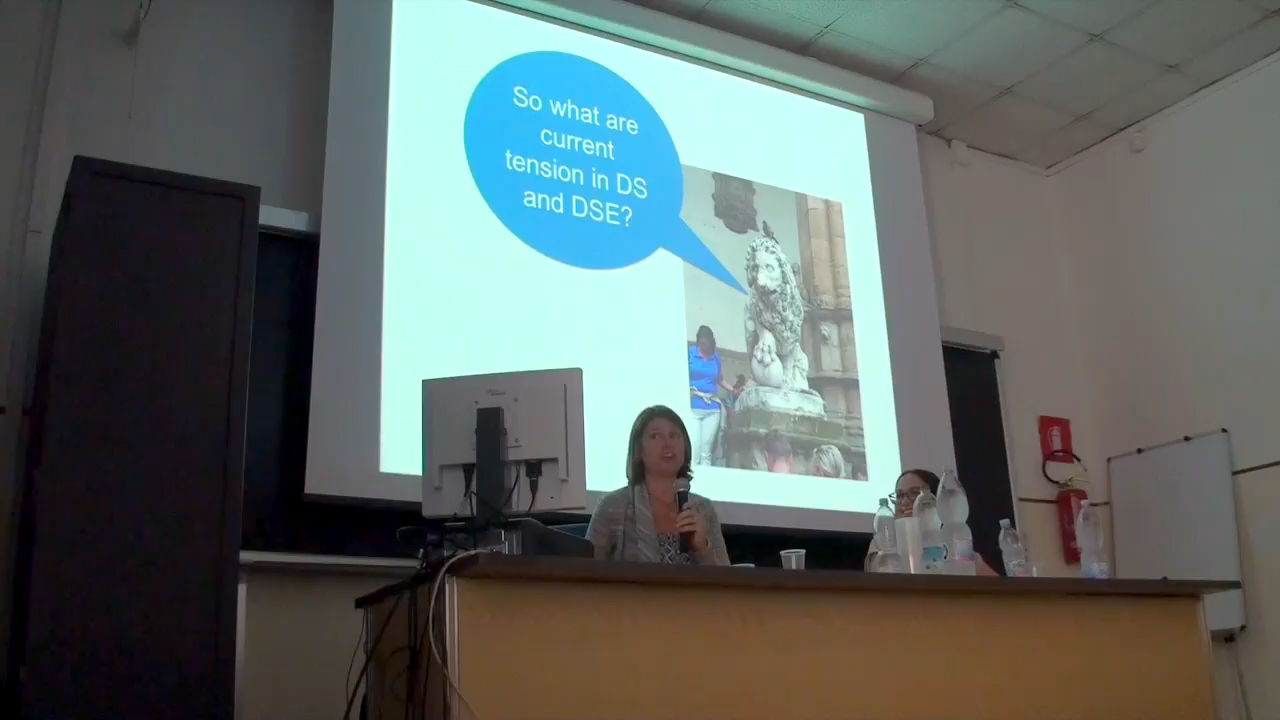 So what are
current
tension in DS
and DSE?